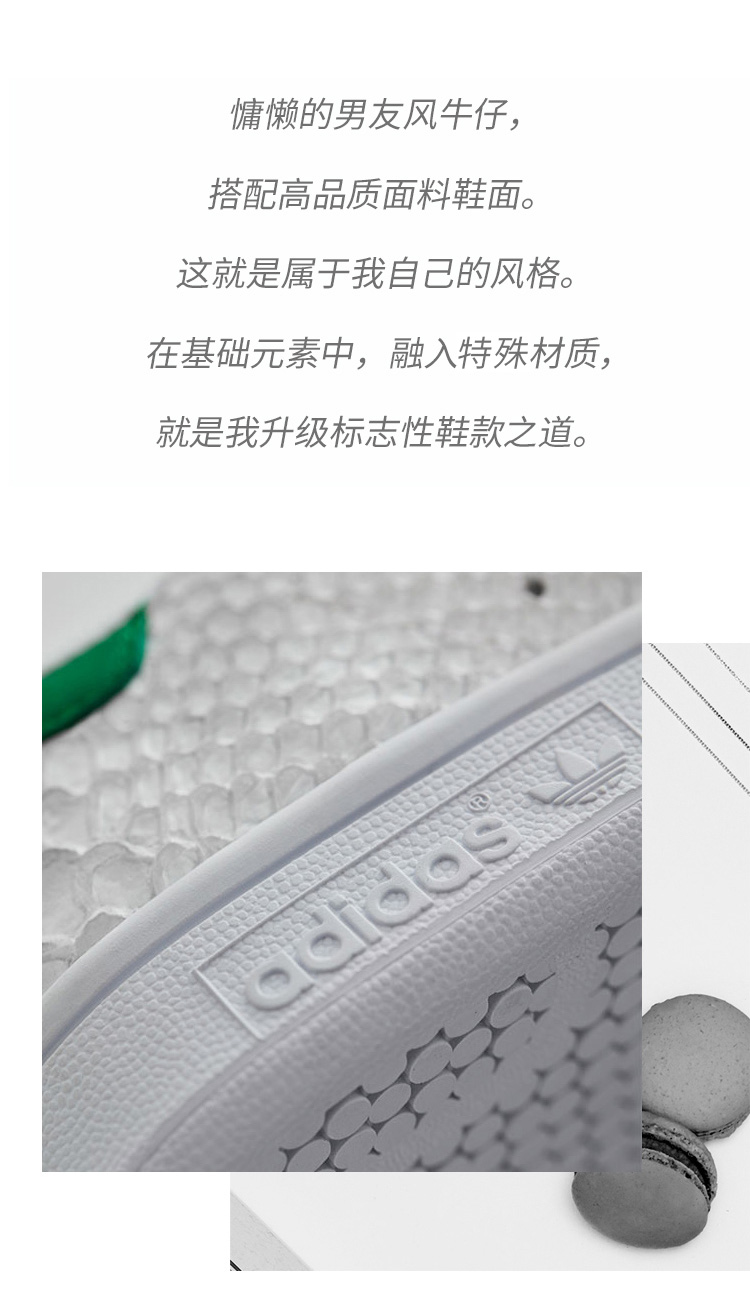 慵懒的男友风牛仔，
搭配高品质面料鞋面。
这就是属于我自己的风格。
在基础元素中，融入特殊材质，
就是我升级标志性鞋款之道。
adidas®